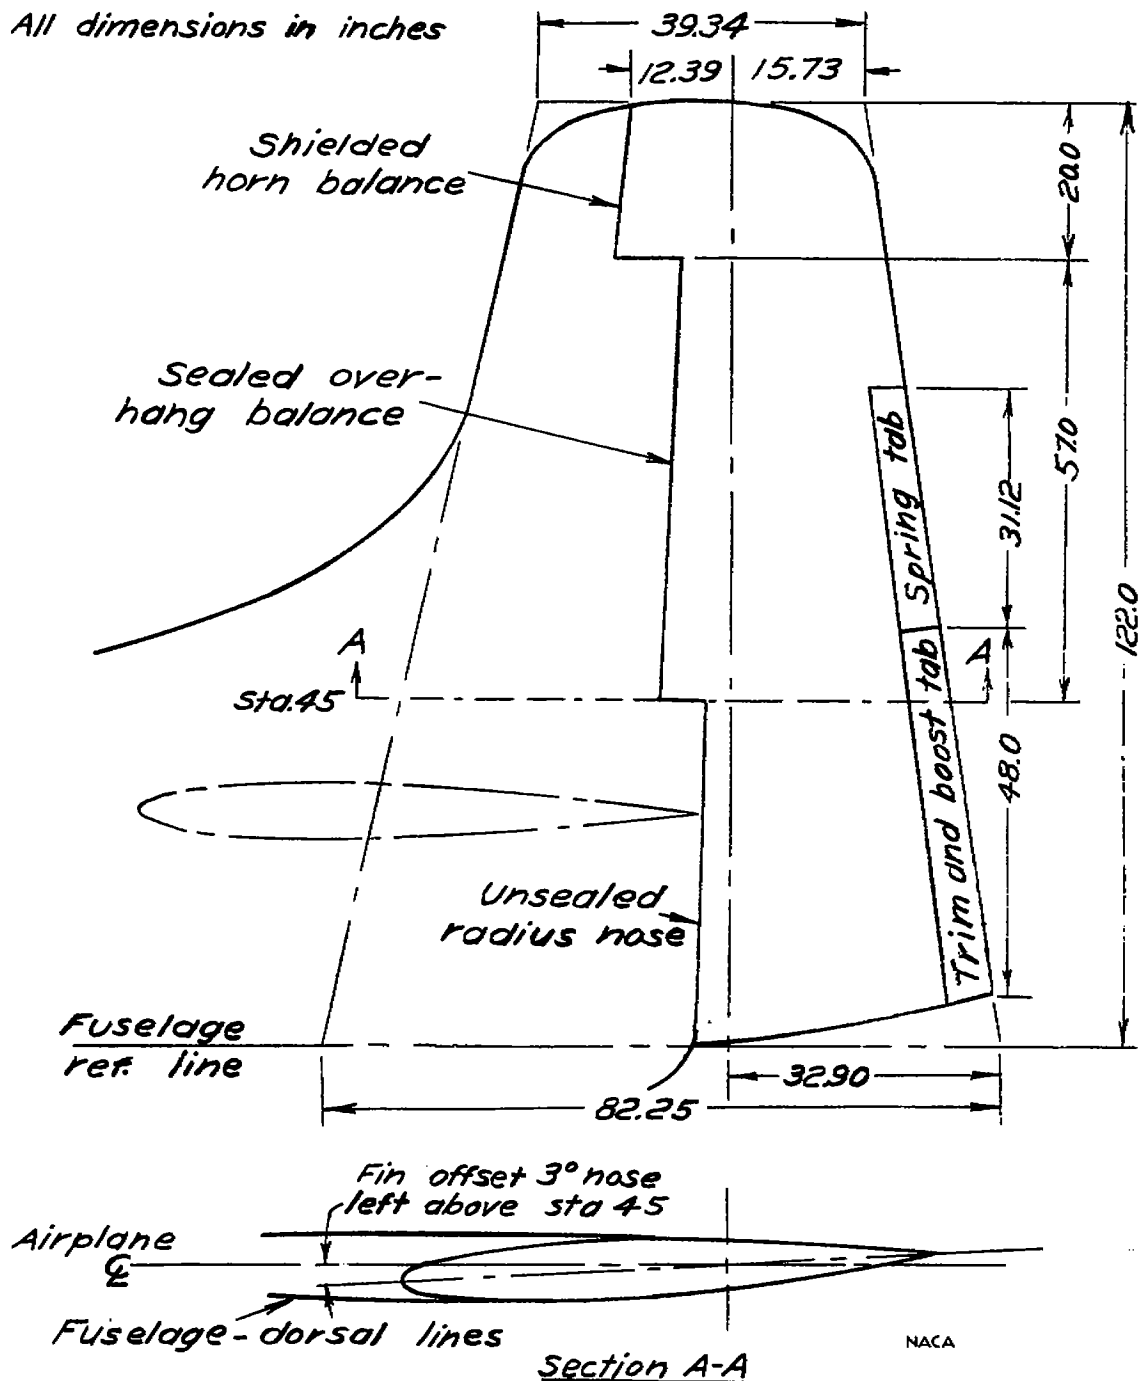 All dimensions in inches
39.34
12.39
15.73
Shielded
horn balance
20.0
Sealed over-
hang balance
57.0
Spring tab
31.12
122.0
A
A
Sta.45
Trim and boost tab
48.0
Unsealed
radius nose
Fuselage
ref. line
32.90
82.25
Fin offset 3° nose
left above sta 45
Airplane
℄
Fuselage-dorsal lines
NACA
Section A-A